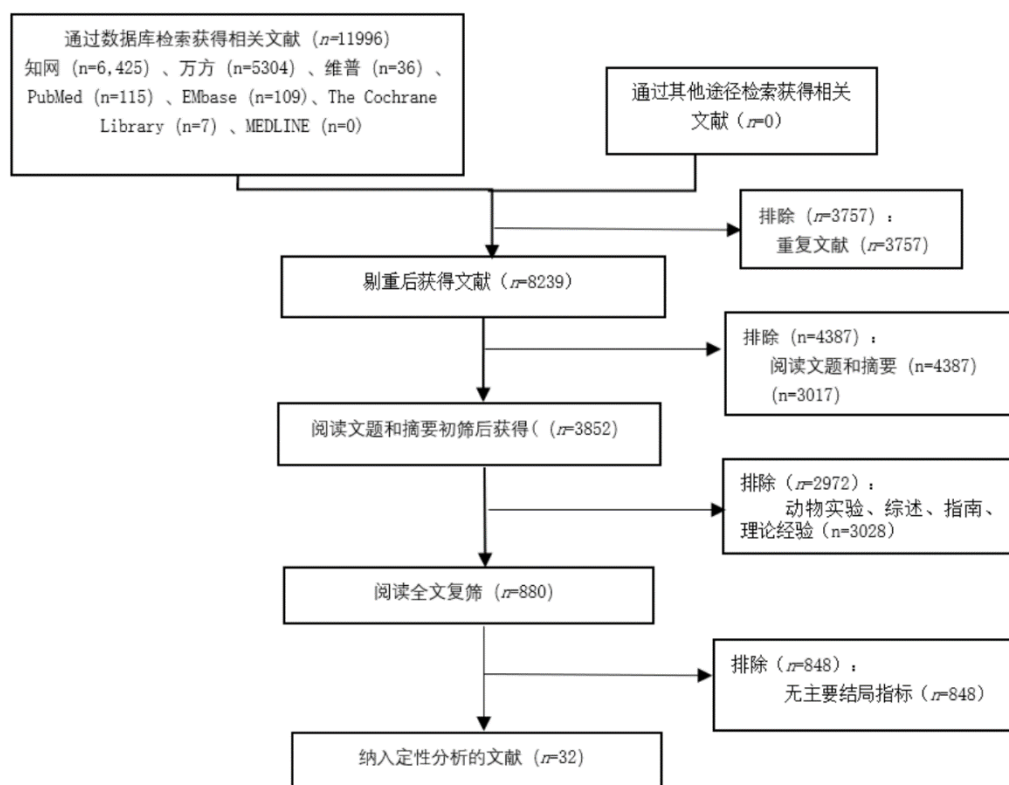 通过数据库检索获得相关文献 (n=11996)
知网 (n=6,425) 、万方 (n=5304) 、维普 (n=36) 、
PubMed (n=115) 、EMbase (n=109)、The Cochrane
Library (n=7) 、MEDLINE (n=0)
通过其他途径检索获得相关
文献（n=0）
排除 (n=3757) ：
重复文献 (n=3757)
剔重后获得文献（n=8239）
排除 (n=4387) ：
阅读文题和摘要 (n=4387)
(n=3017)
阅读文题和摘要初筛后获得( (n=3852)
排除（n=2972）：
动物实验、综述、指南、
理论经验（n=3028）
阅读全文复筛 (n=880)
排除（n=848）：
无主要结局指标（n=848）
纳入定性分析的文献 (n=32)